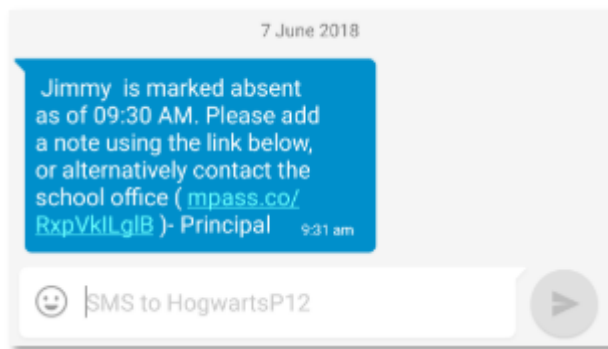 7 June 2018
Jimmy is marked absent
as of 09:30 AM. Please add
a note using the link below,
or alternatively contact the
school office ( mpass.co/
RxpVklLglB )- Principal 9:31 am
SMS to HogwartsP12